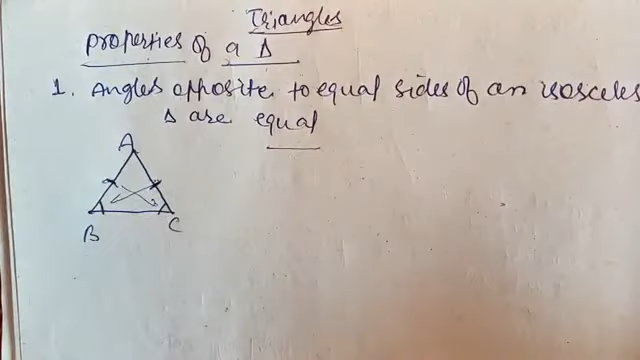 Triangles
Properties of a Δ
1. Angles opposite to equal sides of an isosceles
Δ are equal
A
B
C